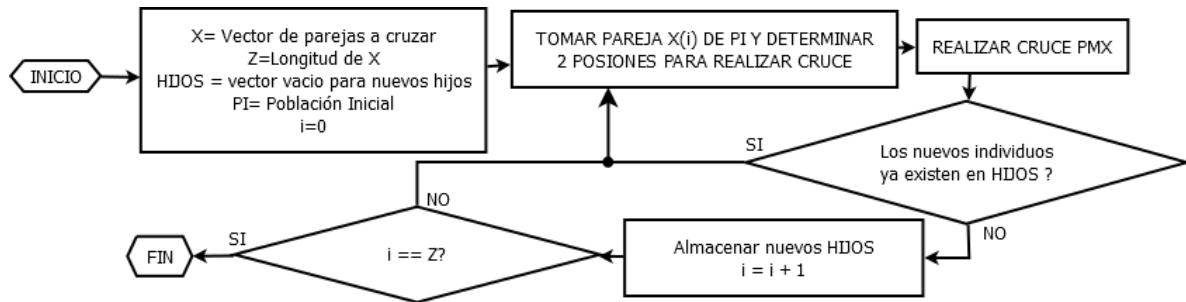 INICIO
X= Vector de parejas a cruzar
Z=Longitud de X
HIJOS = vector vacio para nuevos hijos
PI= Población Inicial
i=0
TOMAR PAREJA X(i) DE PI Y DETERMINAR
2 POSIONES PARA REALIZAR CRUCE
REALIZAR CRUCE PMX
Los nuevos individuos
ya existen en HIJOS ?
SI
NO
Almacenar nuevos HIJOS
i = i + 1
i == Z?
NO
SI
FIN